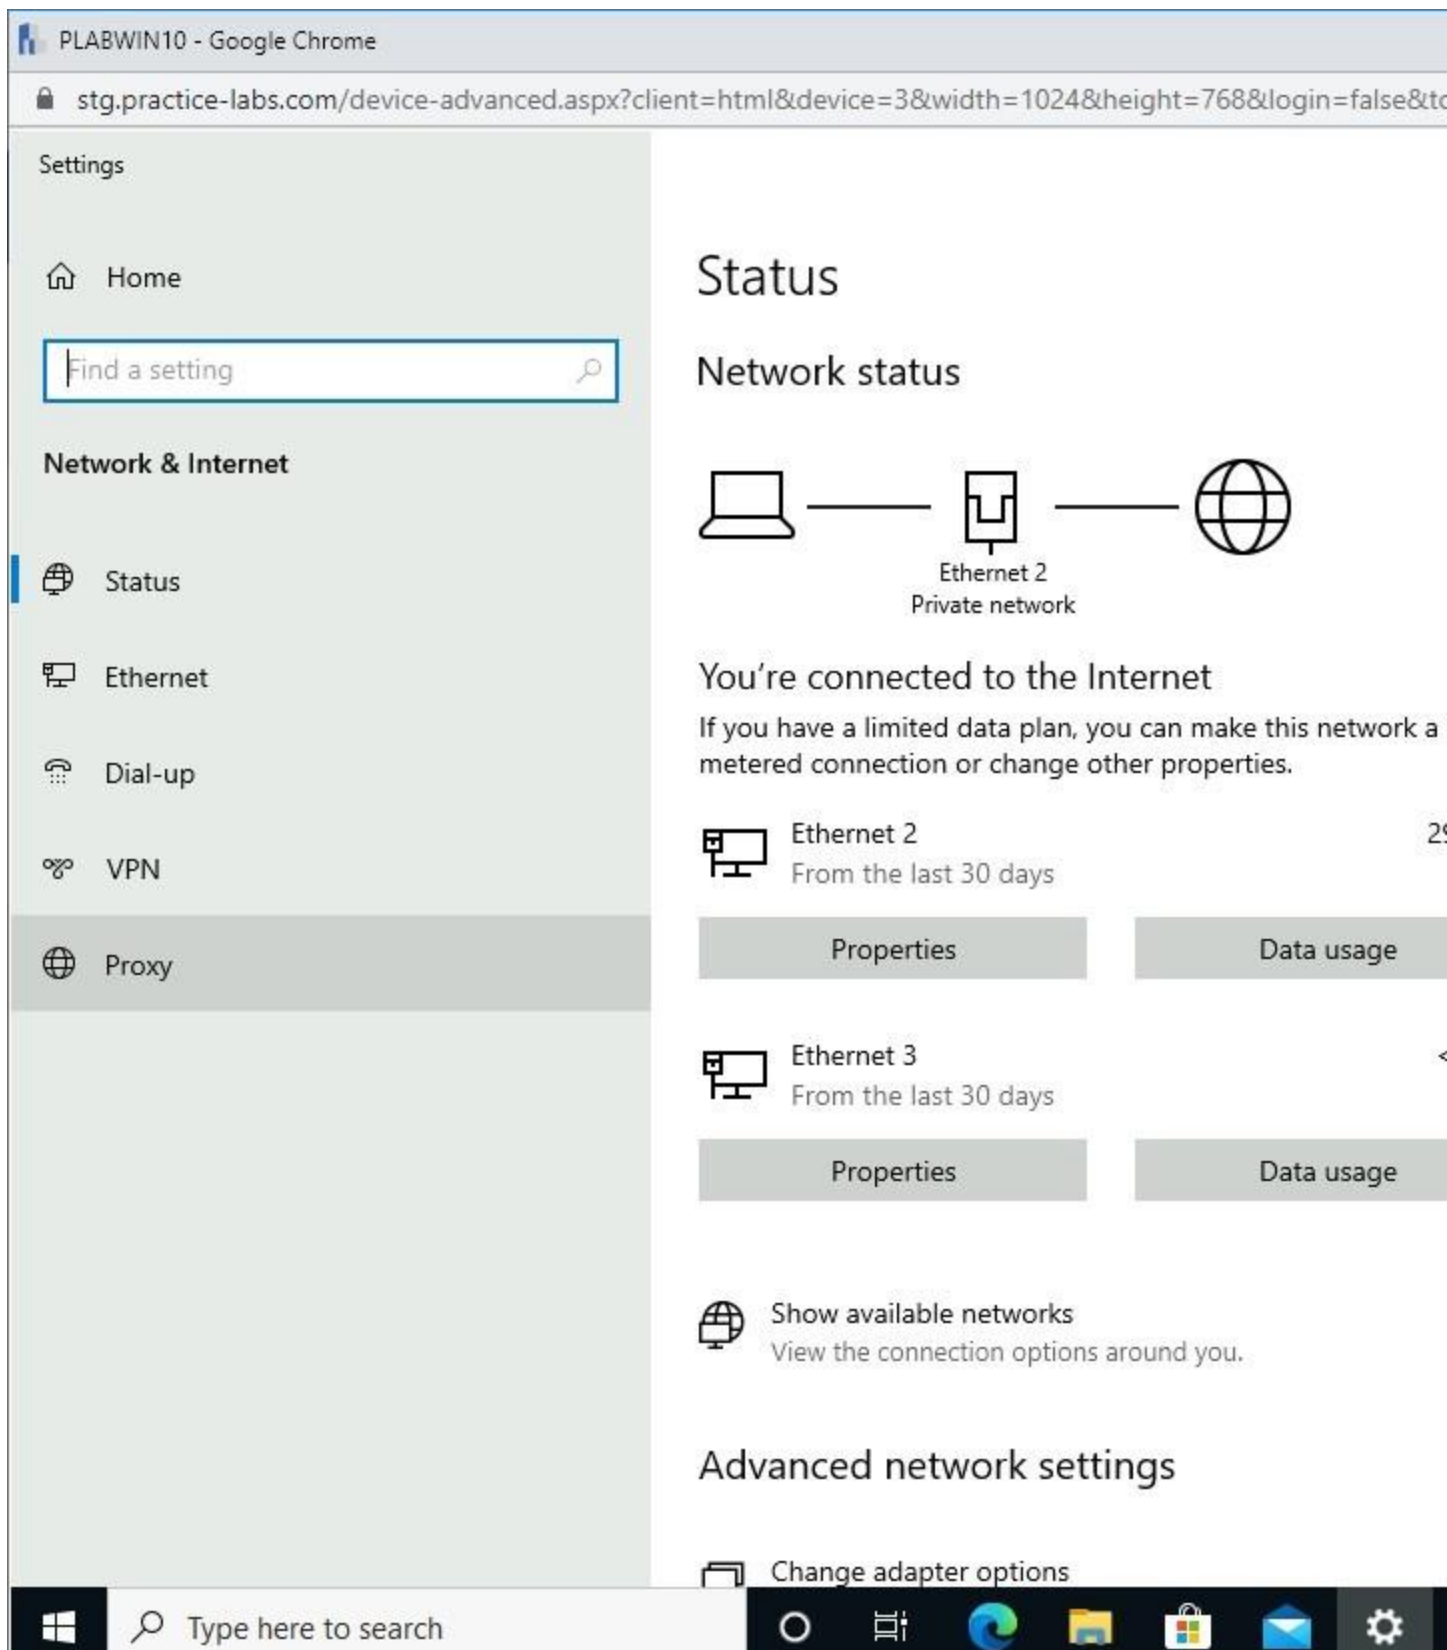 PLABWIN10 - Google Chrome
stg.practice-labs.com/device-advanced.aspx?client=html&device=3&width=1024&height=768&login=false&
Settings
Home
Find a setting
Network & Internet
Status
Ethernet
Dial-up
VPN
Proxy
Status
Network status
Ethernet 2
Private network
You're connected to the Internet
If you have a limited data plan, you can make this network a
metered connection or change other properties.
Ethernet 2
From the last 30 days
Properties
Data usage
Ethernet 3
<
From the last 30 days
Properties
Data usage
Show available networks
View the connection options around you.
Advanced network settings
Change adapter options
Type here to search